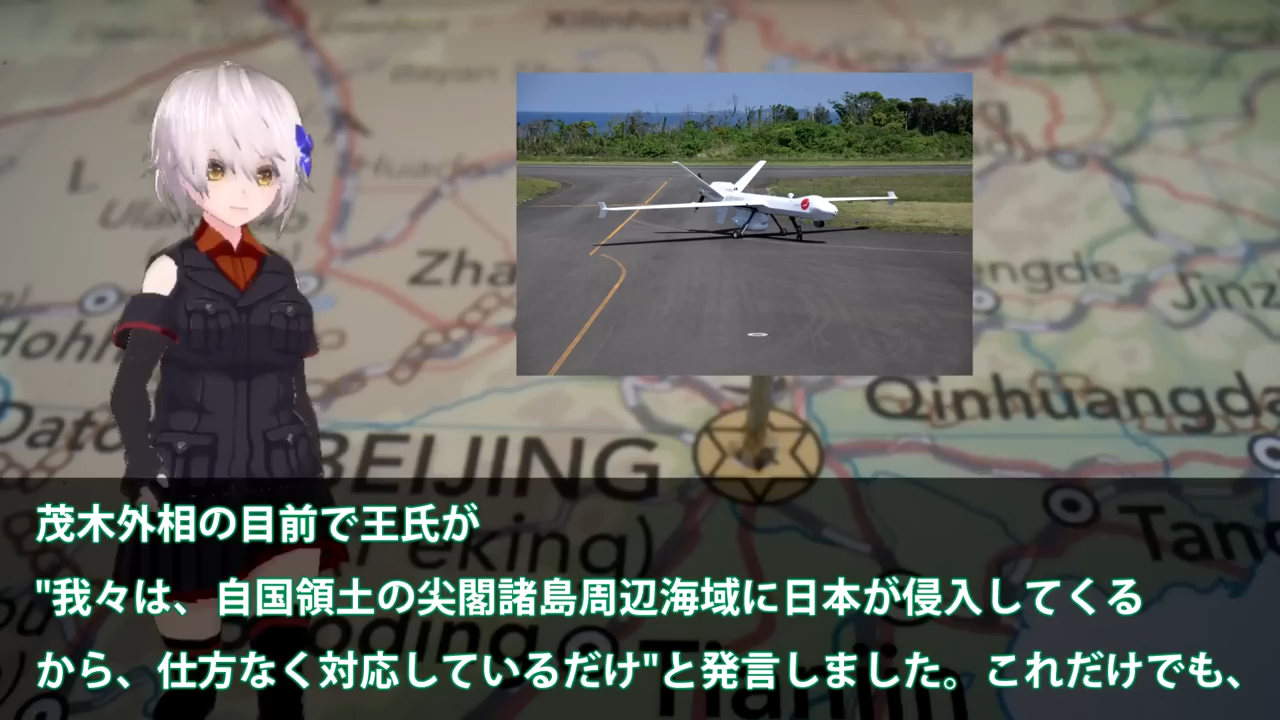 Zha
engde
Jinz
Qinhuangda
BEIJING
茂木外相の目前で王氏が
"我々は、自国領土の尖閣諸島周辺海域に日本が侵入してくる
から、仕方なく対応しているだけ"と発言しました。これだけでも、